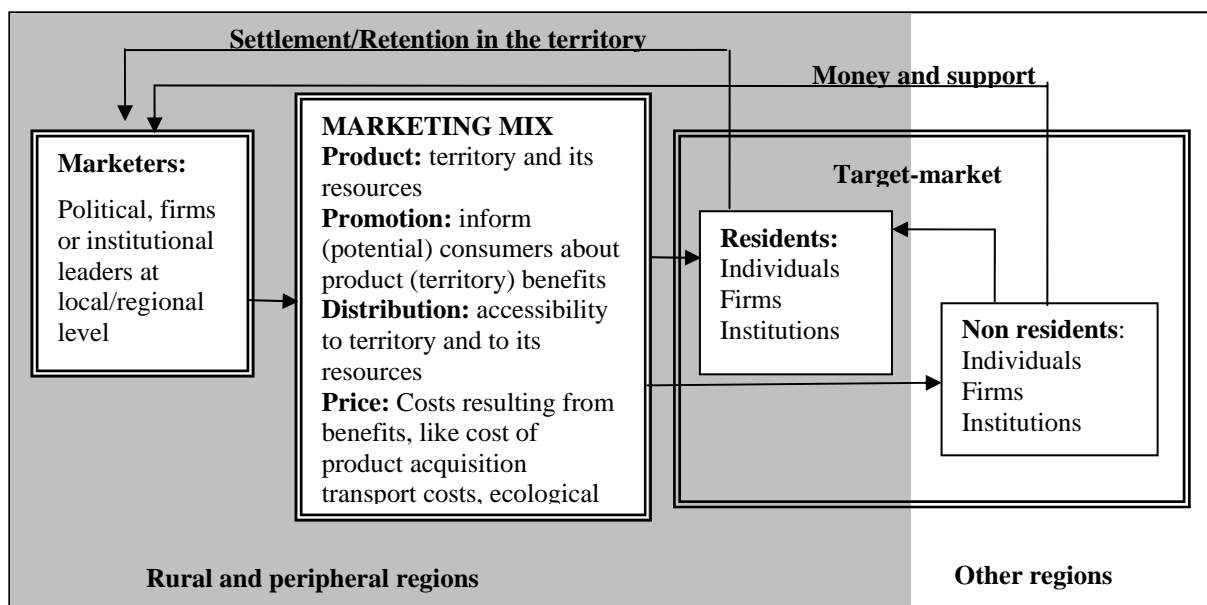 Settlement/Retention in the territory
Money and support
Marketers:
Political, firms
or institutional
leaders at
local/regional
level
MARKETING MIX
Product: territory and its
resources
Promotion: inform
(potential) consumers about
product (territory) benefits
Distribution: accessibility
to territory and to its
resources
Price: Costs resulting from
benefits, like cost of
product acquisition
transport costs, ecological
Target-market
Residents:
Individuals
Firms
Institutions
Non residents:
Individuals
Firms
Institutions
Rural and peripheral regions
Other regions